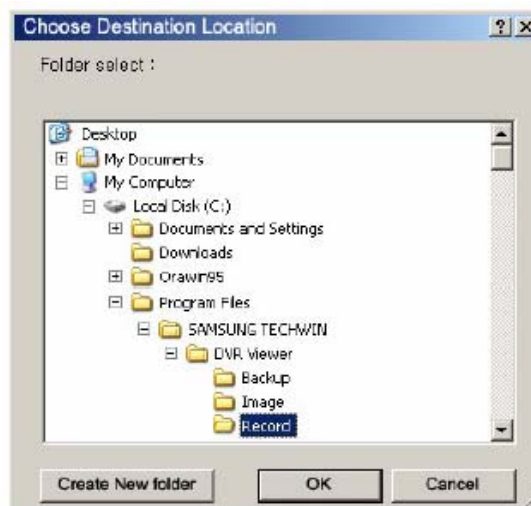 Choose Destination Location
Folder select :
Desktop
My Documents
My Computer
Local Disk (C:)
Documents and Settings
Downloads
Orawin95
Program Files
SAMSUNG TECHWIN
DVR Viewer
Backup
Image
Record
Create New folder
OK
Cancel